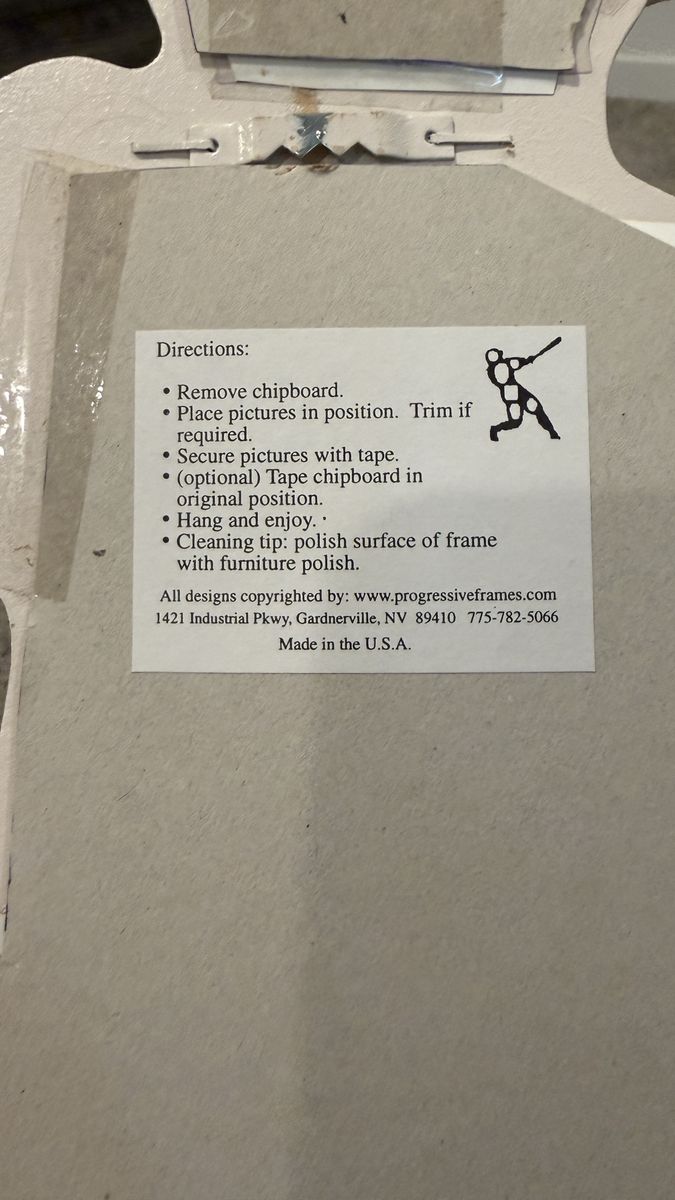 Directions:
• Remove chipboard.
• Place pictures in position. Trim if
required.
• Secure pictures with tape.
• (optional) Tape chipboard in
original position.
• Hang and enjoy.
• Cleaning tip: polish surface of frame
with furniture polish.
All designs copyrighted by: www.progressiveframes.com
1421 Industrial Pkwy, Gardnerville, NV 89410 775-782-5066
Made in the U.S.A.